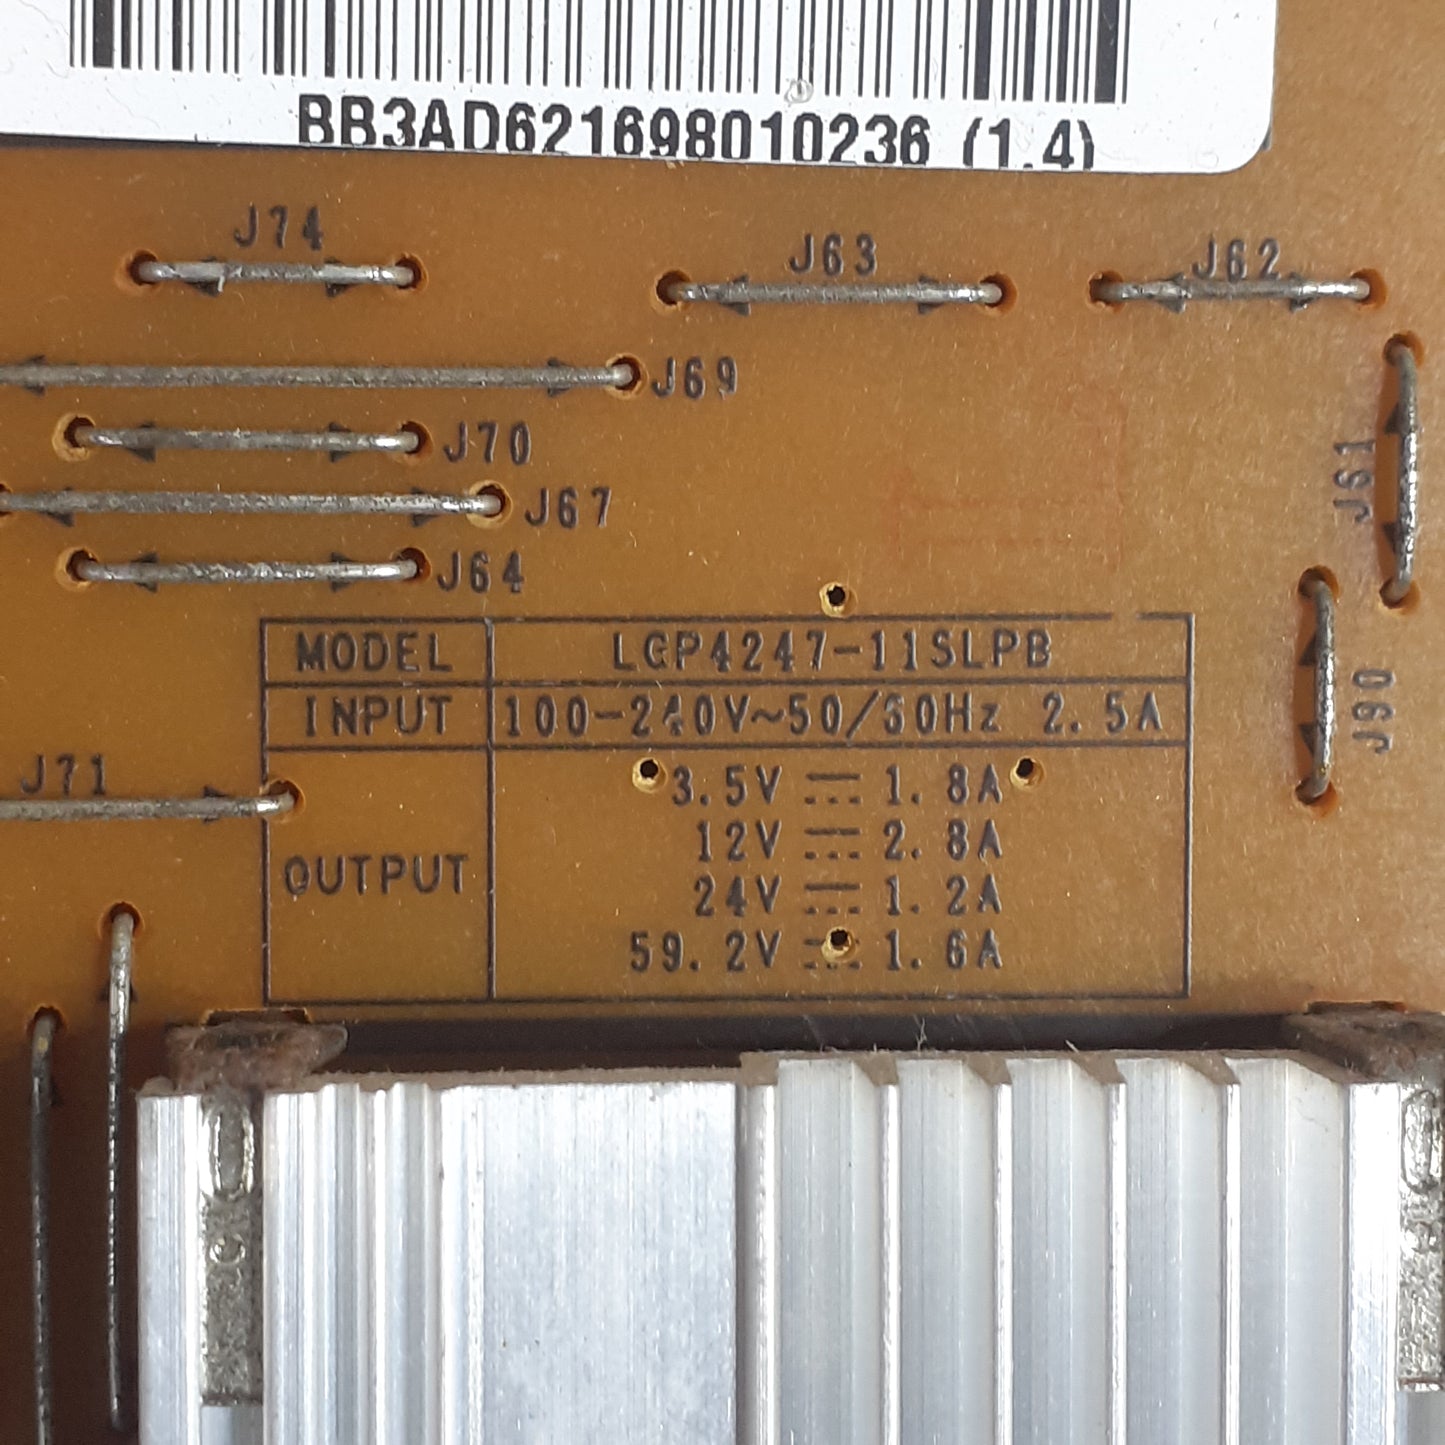 BB3AD621698010236 (1.4)
J74
J63
J62
J69
J70
J61
J67
J64
MODEL LGP4247-11SLPB
INPUT 100-240V~50/60Hz 2.5A
J90
J71
OUTPUT
3.5V ⎓ 1.8A
12V ⎓ 2.8A
24V ⎓ 1.2A
59.2V ⎓ 1.6A